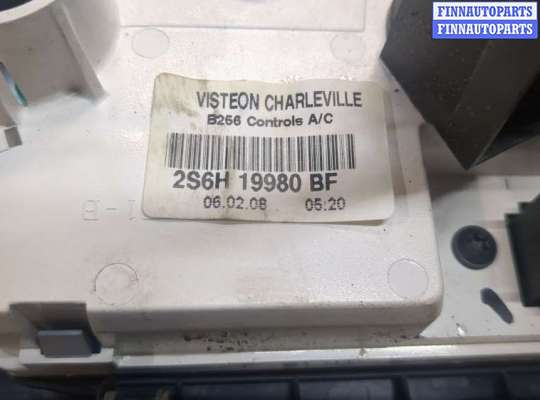 FINNAUTOPARTS
FINNAUTOPARTS
VISTEON CHARLEVILLE
B256 Controls A/C
2S6H 19980 BF
06.02.08 05:20